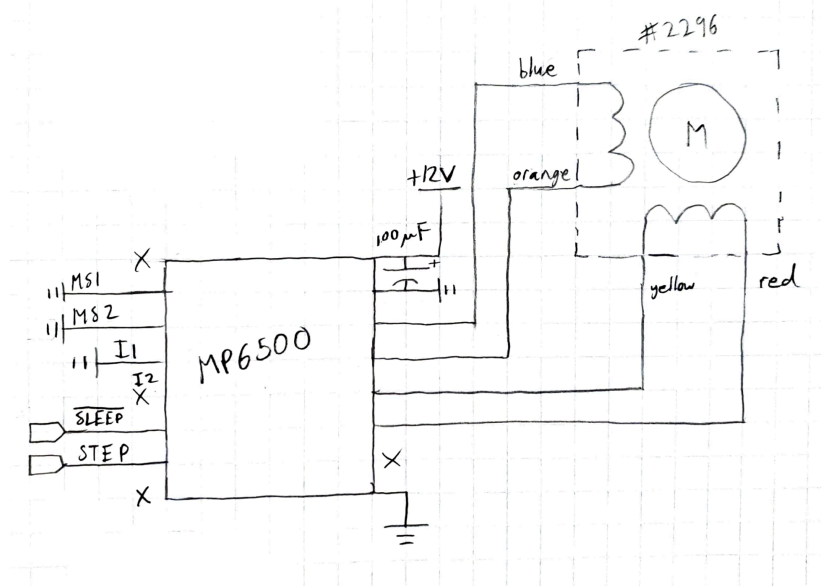 #2296
blue
orange
+12V
100µF
+
M
X
MS1
MS2
I1
I2
X
MP6500
yellow
red
SLEEP
STEP
X
X